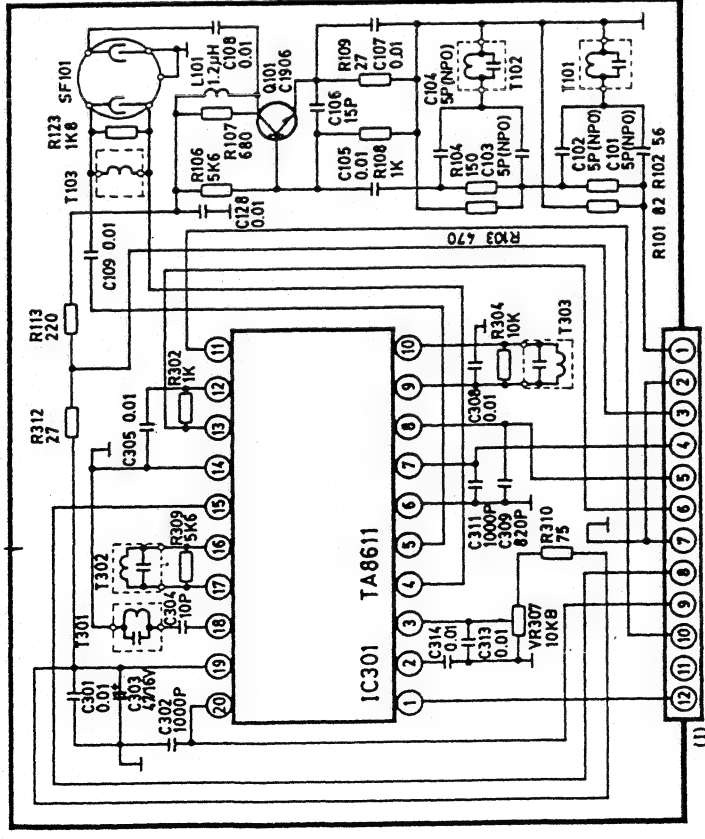 SF101
R123
1K8
T103
C109 0.01
R113
220
R312
27
L101
1.2µH
C108
0.01
Q101
C1906
R107
680
R106
5K6
C128
0.01
R109
27
C107
0.01
C106
15P
C105
0.01
R108
1K
C104
5P(NPO)
T102
R104
150
C103
5P(NPO)
T101
C102
5P(NPO)
C101
5P(NPO)
R102 56
R101 82
R103 470
C305 0.01
R302
1K
T302
R309
5K6
T301
C304
10P
C301
0.01
C303
47/16V
C302
1000P
20
19
18
17
16
15
14
13
12
11
IC301
TA8611
1
2
3
4
5
6
7
8
9
10
C314
0.01
C313
0.01
VR307
10KB
R310
75
C311
1000P
C309
820P
C308
0.01
R304
10K
T303
12
11
10
9
8
7
6
5
4
3
2
1
(1)